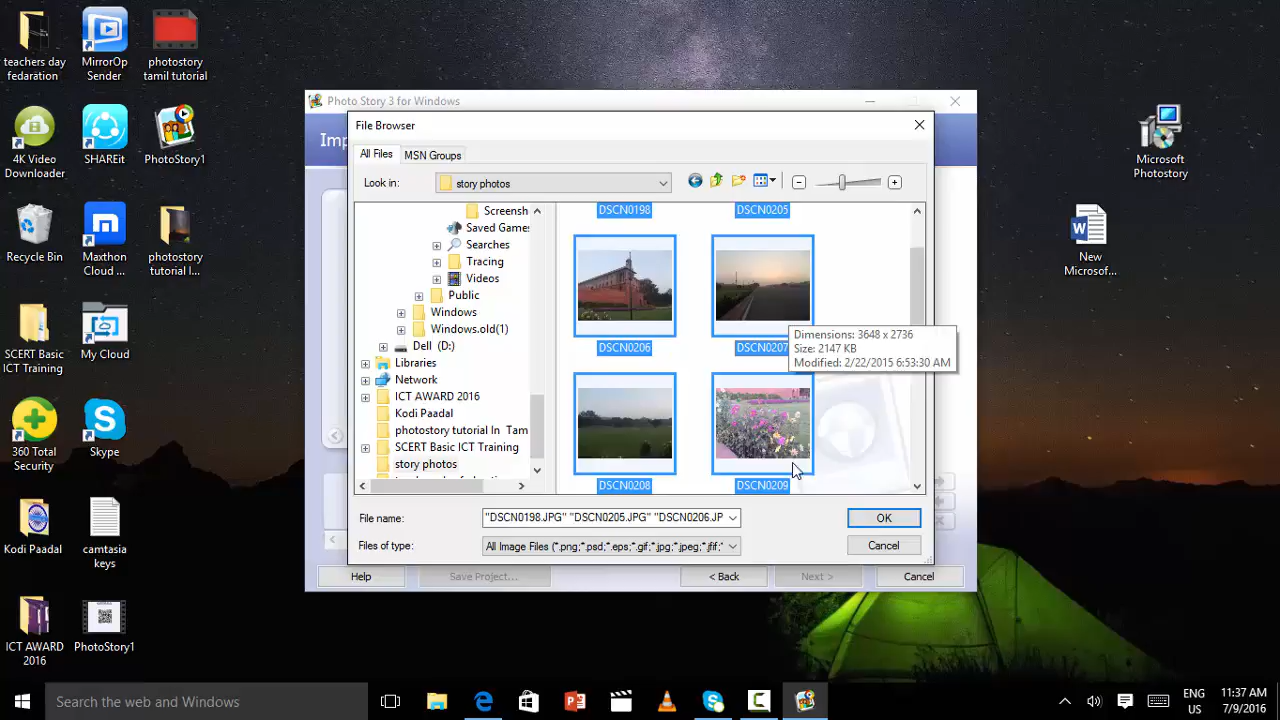 teachers day
fedaration
MirrorOp
Sender
photostory
tamil tutorial
4K Video
Downloader
SHAREit
PhotoStory1
Recycle Bin
Maxthon
Cloud ...
photostory
tutorial I...
SCERT Basic
ICT Training
My Cloud
360 Total
Security
Skype
Kodi Paadal
camtasia
keys
ICT AWARD
2016
PhotoStory1
Microsoft
Photostory
New
Microsof...
Photo Story 3 for Windows
Imp
File Browser
All Files
MSN Groups
Look in:
story photos
Screensh
Saved Games
Searches
Tracing
Videos
Public
Windows
Windows.old(1)
Dell (D:)
Libraries
Network
ICT AWARD 2016
Kodi Paadal
photostory tutorial In Tam
SCERT Basic ICT Training
story photos
DSCN0198
DSCN0205
DSCN0206
DSCN0207
Dimensions: 3648 x 2736
Size: 2147 KB
Modified: 2/22/2015 6:53:30 AM
DSCN0208
DSCN0209
File name:
"DSCN0198.JPG" "DSCN0205.JPG" "DSCN0206.JP
OK
Files of type:
All Image Files (*.png;*.psd;*.eps;*.gif;*.jpg;*.jpeg;*.jfif;*
Cancel
Help
Save Project...
< Back
Next >
Cancel
Search the web and Windows
ENG
US
11:37 AM
7/9/2016